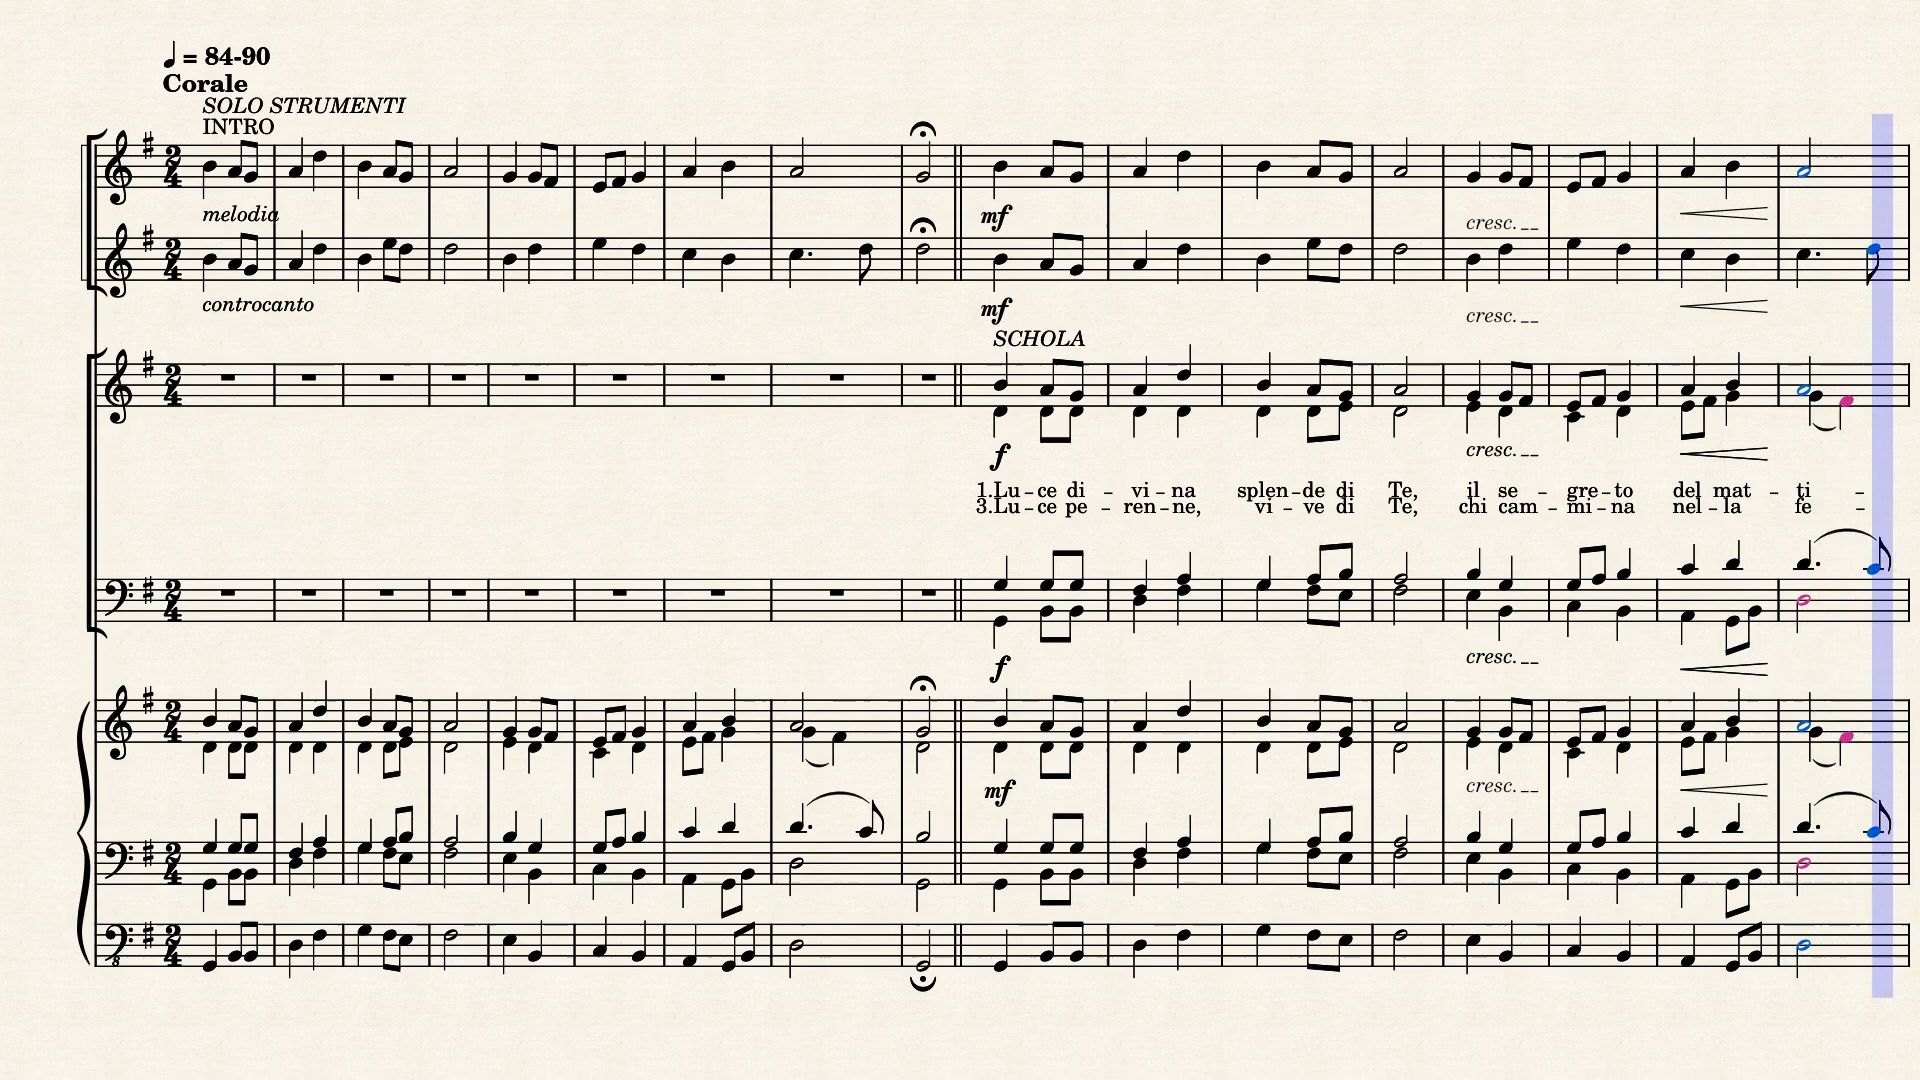 ♩ = 84-90
Corale
SOLO STRUMENTI
INTRO
melodia
mf
cresc.
controcanto
mf
cresc.
SCHOLA
f
cresc.
1.Lu – ce di – vi – na splen – de di Te, il se – gre – to del mat – ti –
3.Lu – ce pe – ren – ne, vi – ve di Te, chi cam – mi – na nel – la fe –
f
cresc.
mf
cresc.